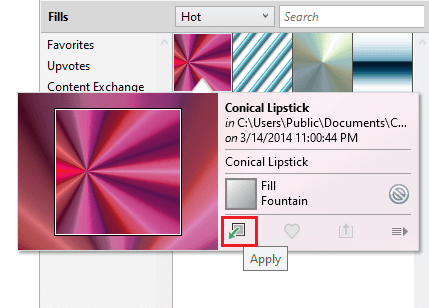 Fills
Hot
Search
Favorites
Upvotes
Content Exchange
Conical Lipstick
in C:\Users\Public\Documents\C...
on 3/14/2014 11:00:44 PM
Conical Lipstick
Fill
Fountain
Apply